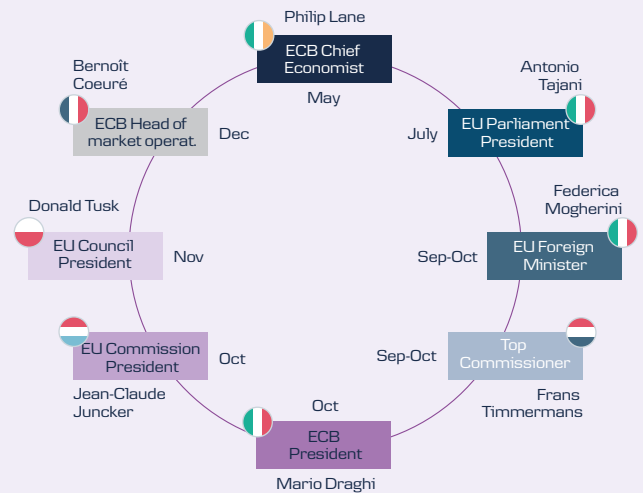 Philip Lane
ECB Chief
Economist
May
Antonio
Tajani
EU Parliament
President
July
Federica
Mogherini
EU Foreign
Minister
Sep-Oct
Top
Commissioner
Sep-Oct
Frans
Timmermans
Oct
ECB
President
Mario Draghi
EU Commission
President
Oct
Jean-Claude
Juncker
Donald Tusk
EU Council
President
Nov
Benoît
Coeuré
ECB Head of
market operat.
Dec